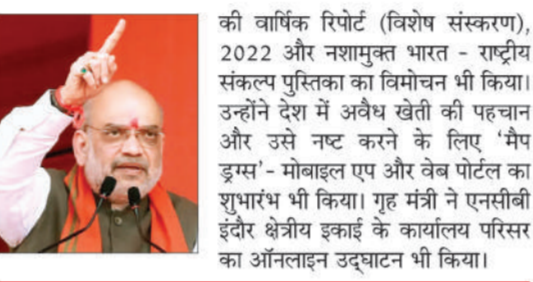 की वार्षिक रिपोर्ट (विशेष संस्करण),
2022 और नशामुक्त भारत - राष्ट्रीय
संकल्प पुस्तिका का विमोचन भी किया।
उन्होंने देश में अवैध खेती की पहचान
और उसे नष्ट करने के लिए ‘मैप
ड्रग्स’- मोबाइल एप और वेब पोर्टल का
शुभारंभ भी किया। गृह मंत्री ने एनसीबी
इंदौर क्षेत्रीय इकाई के कार्यालय परिसर
का ऑनलाइन उद्‌घाटन भी किया।